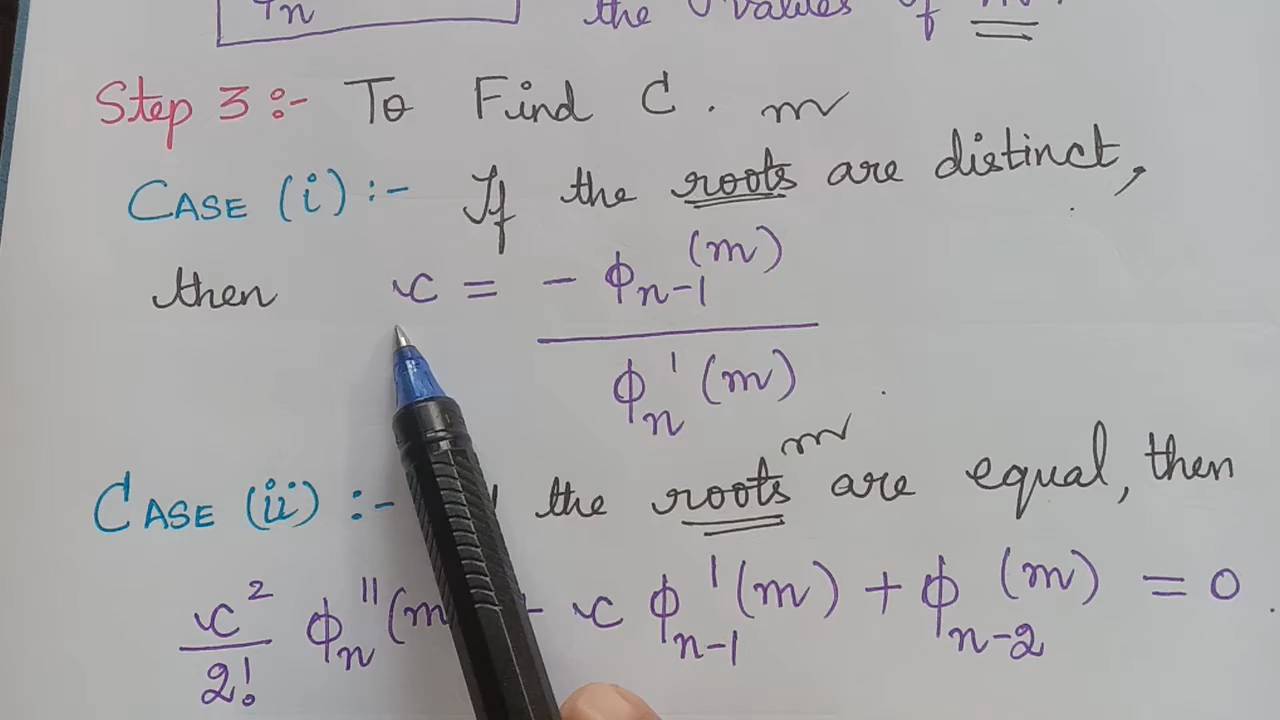 ϕn the values of m.
Step 3 :- To Find C. m
CASE (i) :- If the roots are distinct,
then c = - ϕn-1(m) / ϕn'(m)
CASE (ii) :- the roots m are equal, then
c²/2! ϕn''(m c ϕ'n-1(m) + ϕn-2(m) = 0.